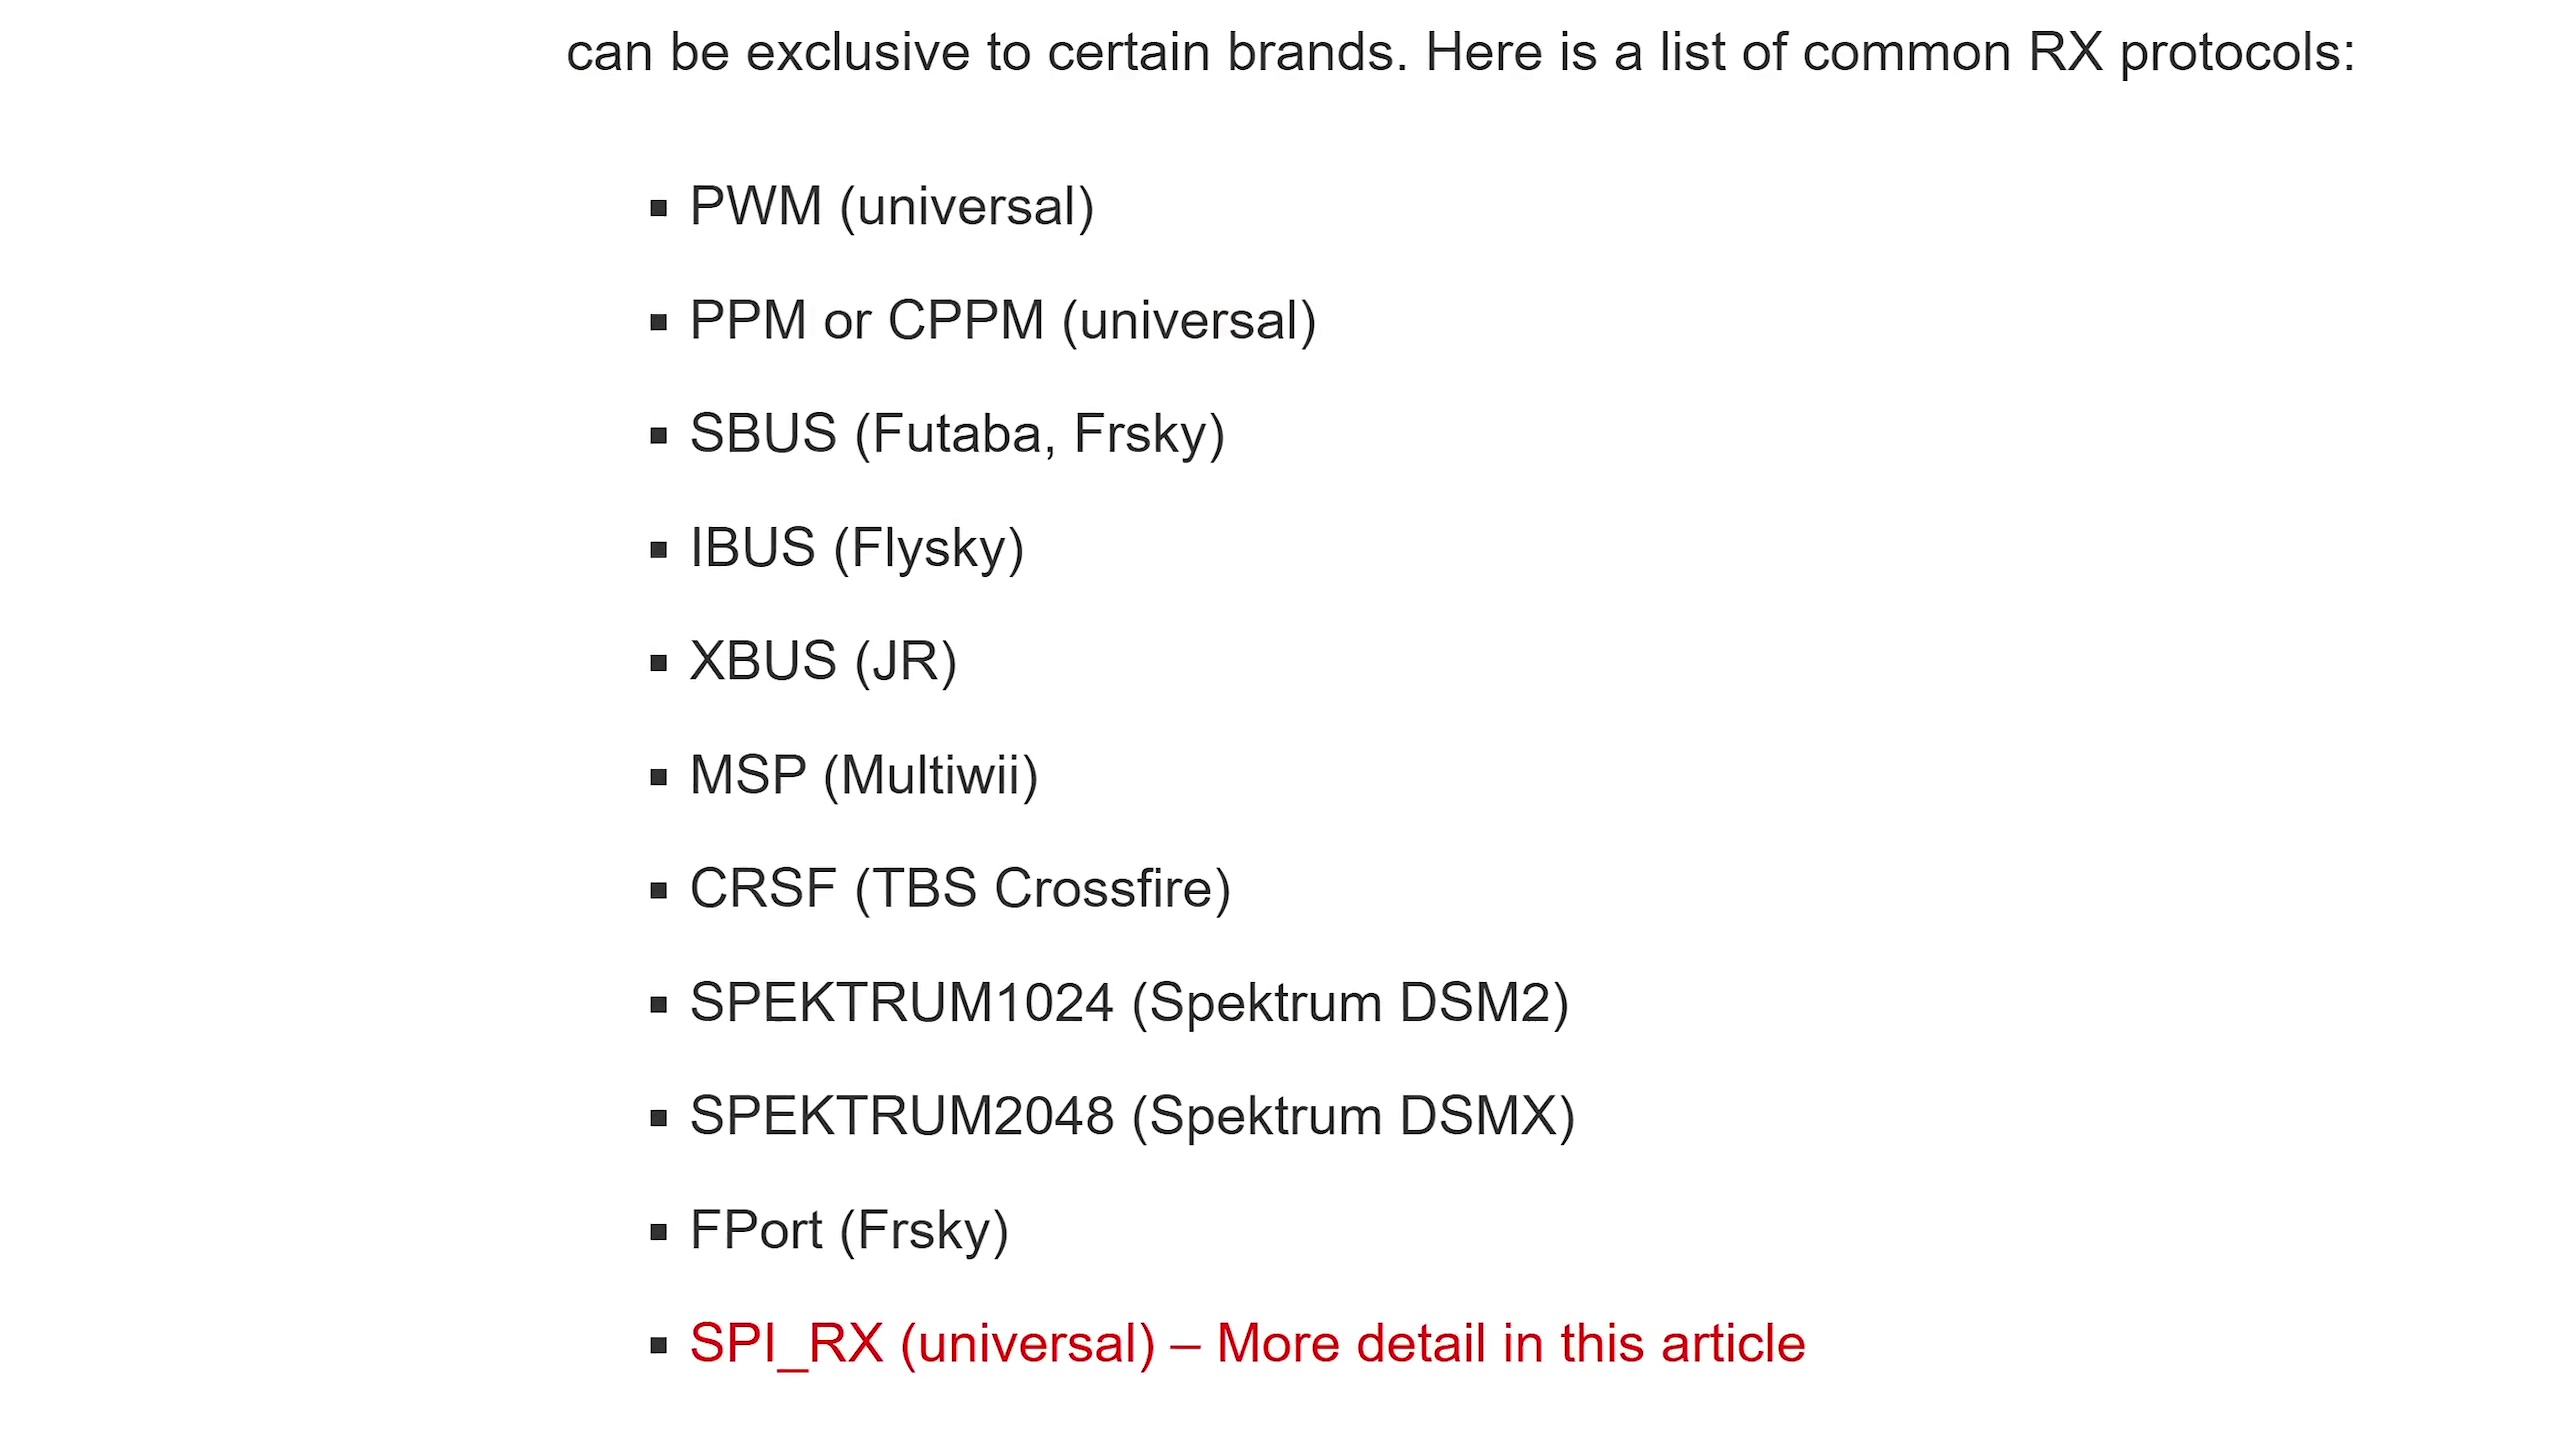 can be exclusive to certain brands. Here is a list of common RX protocols:
▪ PWM (universal)
▪ PPM or CPPM (universal)
▪ SBUS (Futaba, Frsky)
▪ IBUS (Flysky)
▪ XBUS (JR)
▪ MSP (Multiwii)
▪ CRSF (TBS Crossfire)
▪ SPEKTRUM1024 (Spektrum DSM2)
▪ SPEKTRUM2048 (Spektrum DSMX)
▪ FPort (Frsky)
▪ SPI_RX (universal) – More detail in this article